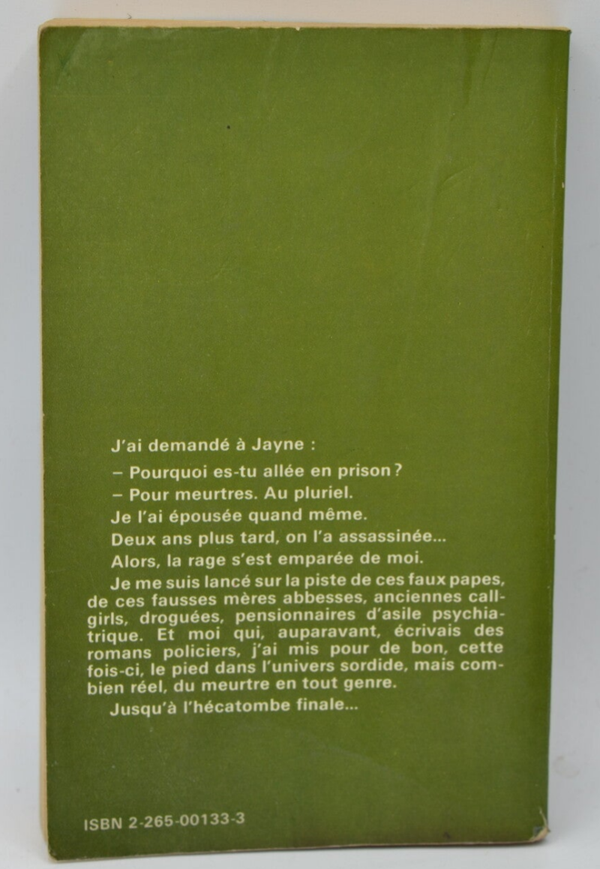 J'ai demandé à Jayne :
– Pourquoi es-tu allée en prison ?
– Pour meurtres. Au pluriel.
Je l'ai épousée quand même.
Deux ans plus tard, on l'a assassinée...
Alors, la rage s'est emparée de moi.
Je me suis lancé sur la piste de ces faux papes,
de ces fausses mères abbesses, anciennes call-
girls, droguées, pensionnaires d'asile psychia-
trique. Et moi qui, auparavant, écrivais des
romans policiers, j'ai mis pour de bon, cette
fois-ci, le pied dans l'univers sordide, mais com-
bien réel, du meurtre en tout genre.
Jusqu'à l'hécatombe finale...
ISBN 2-265-00133-3